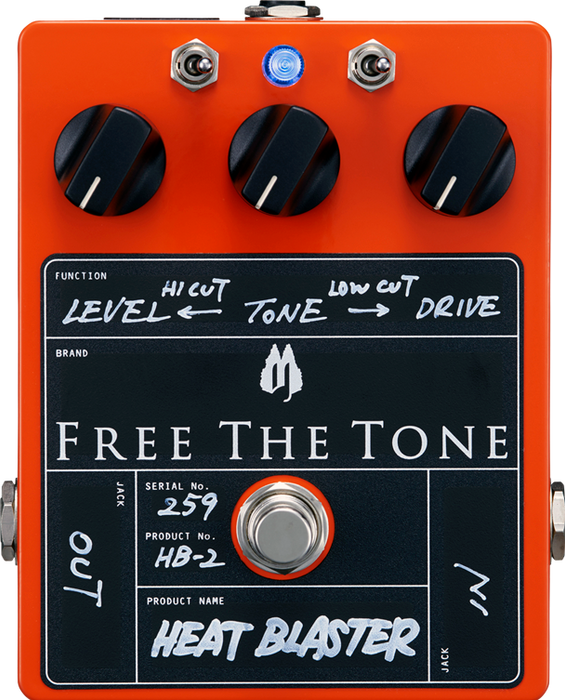 FUNCTION
HI CUT LOW CUT
LEVEL ← TONE → DRIVE
BRAND
FREE THE TONE
JACK
OUT
SERIAL No.
259
PRODUCT No.
HB-2
PRODUCT NAME
HEAT BLASTER
IN
JACK